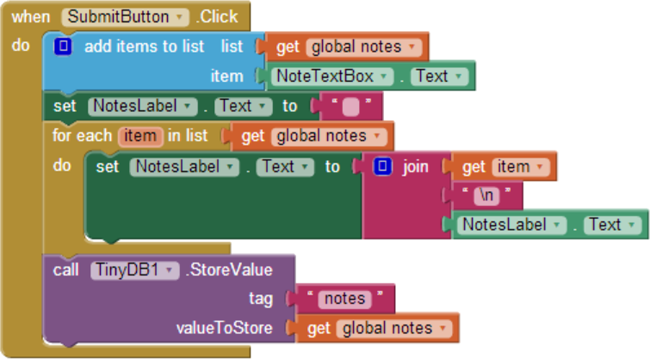 when SubmitButton .Click
do add items to list list get global notes
item NoteTextBox . Text
set NotesLabel . Text to “ ”
for each item in list get global notes
do set NotesLabel . Text to join get item
“ \n ”
NotesLabel . Text
call TinyDB1 .StoreValue
tag “ notes ”
valueToStore get global notes